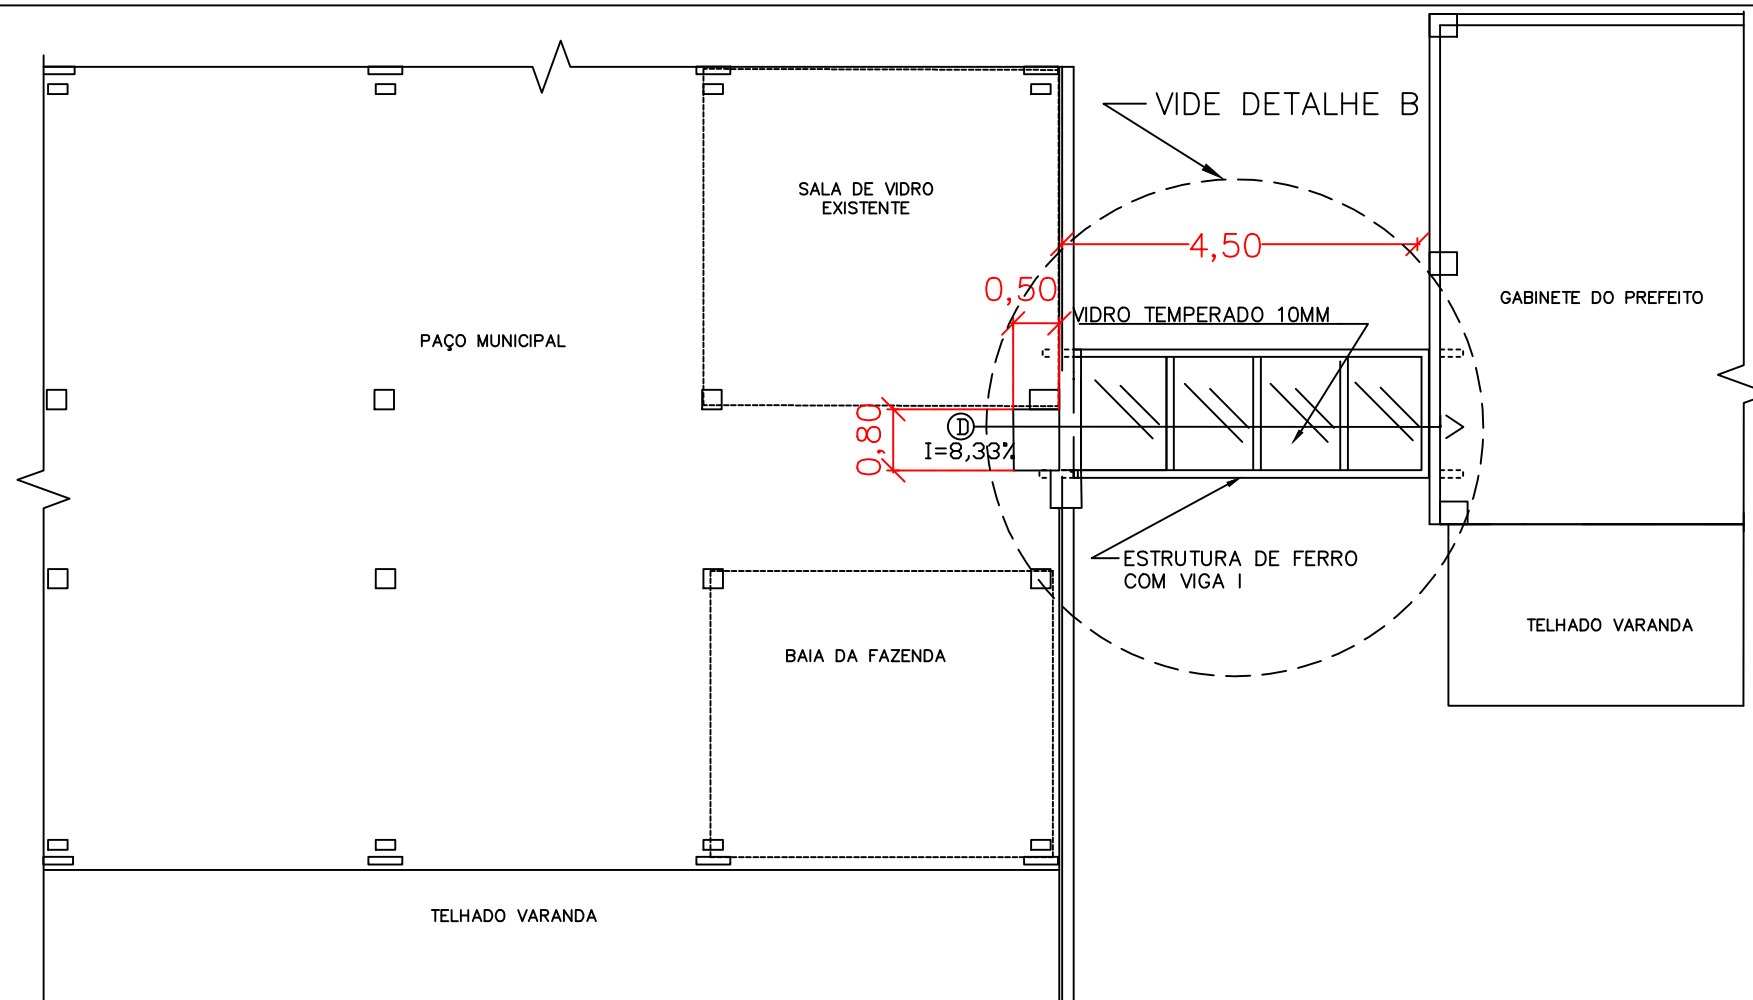 VIDE DETALHE B
SALA DE VIDRO
EXISTENTE
4,50
0,50
GABINETE DO PREFEITO
VIDRO TEMPERADO 10MM
PAÇO MUNICIPAL
0,80
D
I=8,33%
ESTRUTURA DE FERRO
COM VIGA I
TELHADO VARANDA
BAIA DA FAZENDA
TELHADO VARANDA